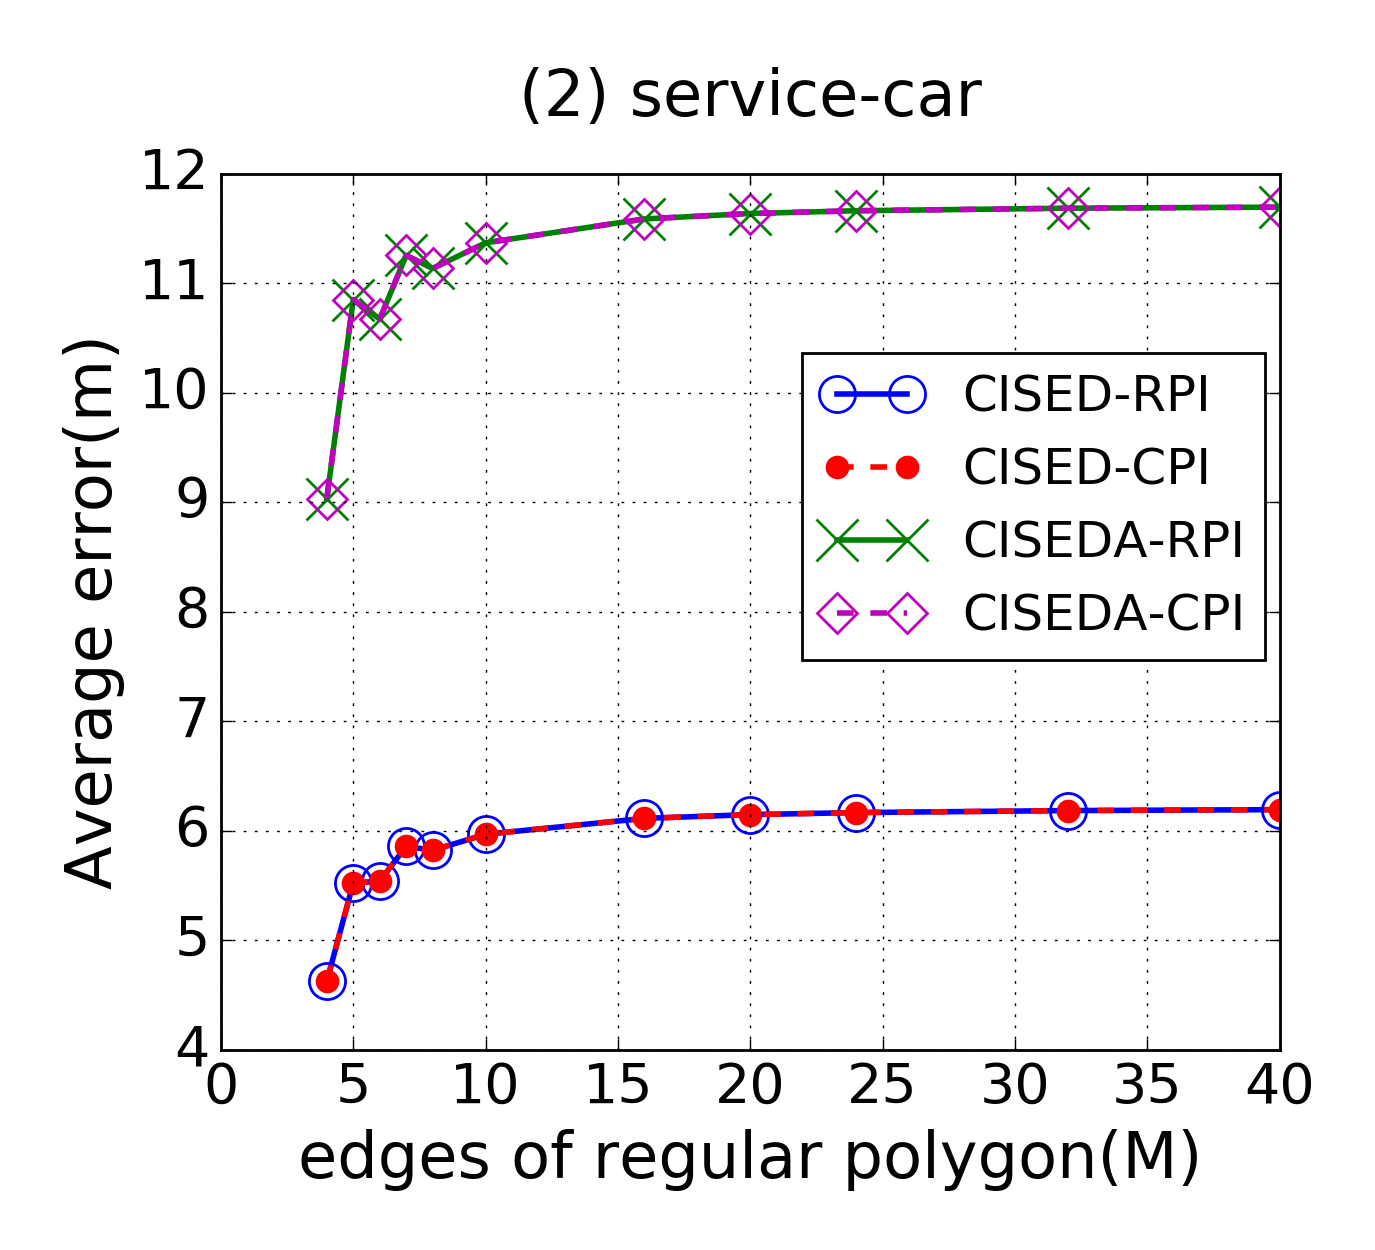 (2) service-car
12
11
10
9
8
7
6
5
4
Average error(m)
CISED-RPI
CISED-CPI
CISEDA-RPI
CISEDA-CPI
0 5 10 15 20 25 30 35 40
edges of regular polygon(M)